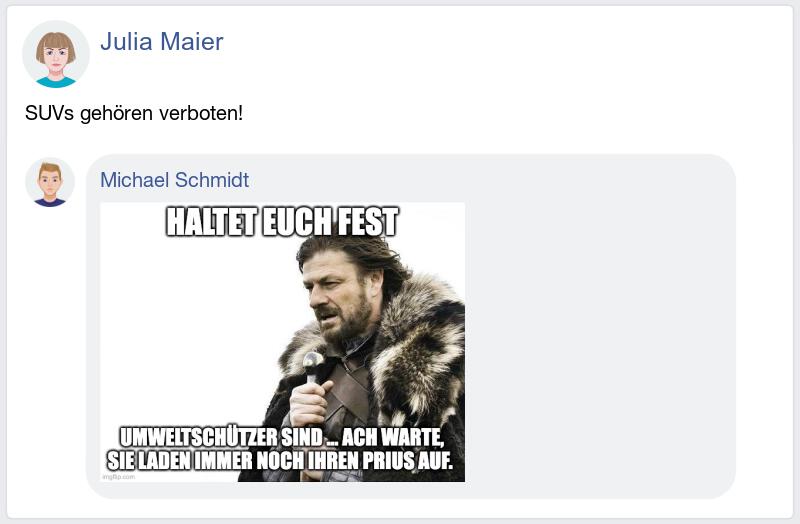 Julia Maier
SUVs gehören verboten!
Michael Schmidt
HALTET EUCH FEST
UMWELTSCHÜTZER SIND ... ACH WARTE,
SIE LADEN IMMER NOCH IHREN PRIUS AUF.
imgflip.com